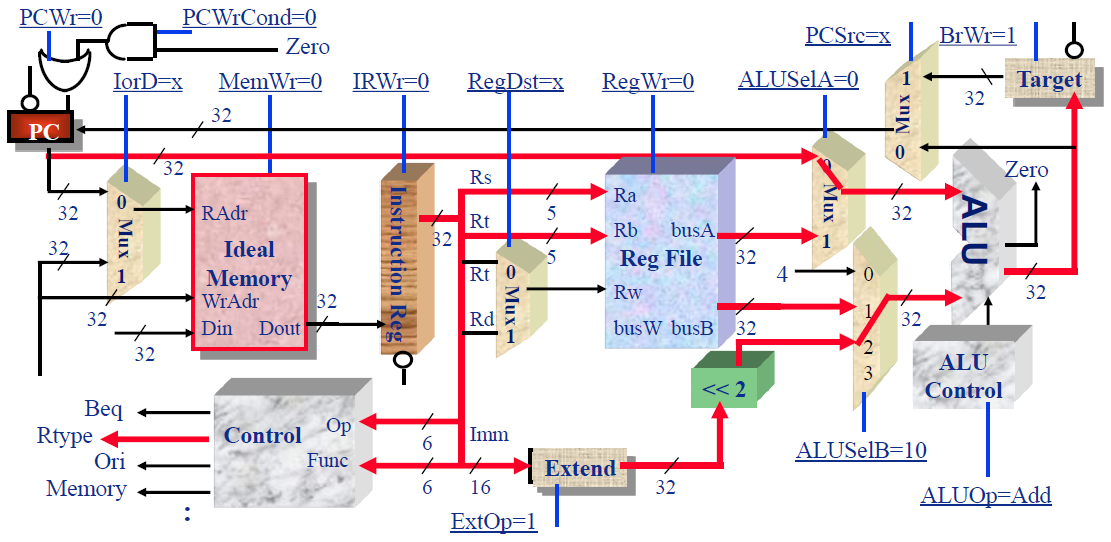 PCWr=0
PCWrCond=0
Zero
PCSrc=x
BrWr=1
IorD=x
MemWr=0
IRWr=0
RegDst=x
RegWr=0
ALUSelA=0
1
Mux
0
32
Target
PC
32
32
32
0
Mux
1
32
32
32
RAdr
Ideal
Memory
WrAdr
Din
Dout
32
Instruction Reg
32
Rs
Rt
Rt
Rd
5
5
0
Mux
1
Ra
Rb
busA
Reg File
Rw
busW
busB
32
32
0
Mux
1
4
0
1
2
3
32
32
ALU
Zero
32
<< 2
ALU
Control
Beq
Rtype
Ori
Memory
:
Control
Op
Func
6
6
Imm
16
Extend
32
ExtOp=1
ALUSelB=10
ALUOp=Add